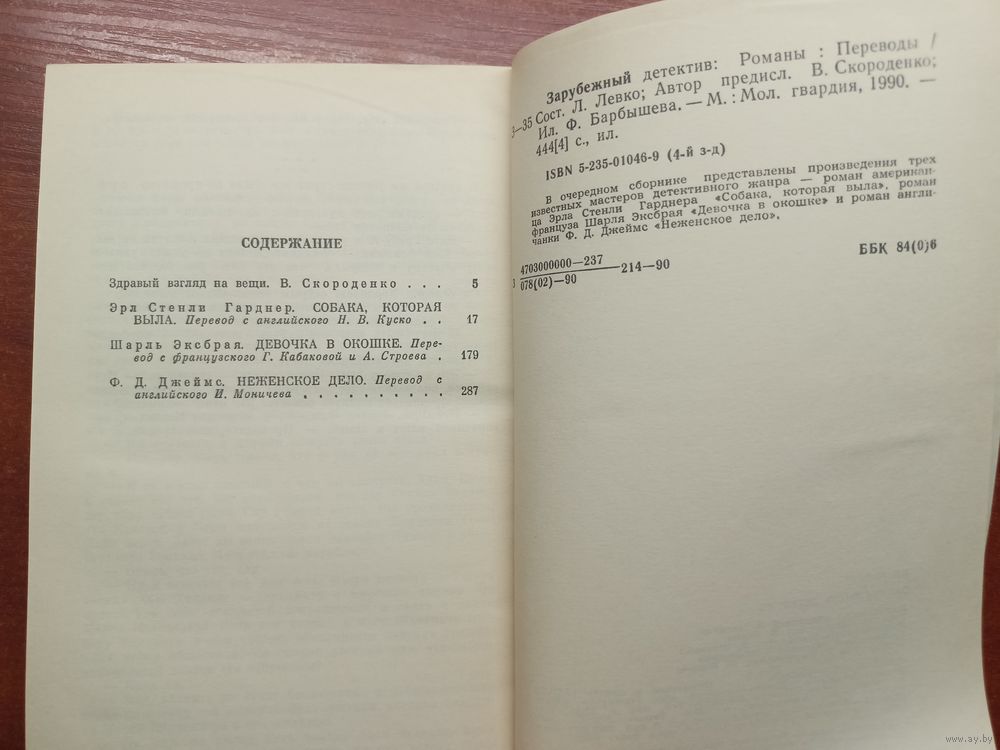 СОДЕРЖАНИЕ
Здравый взгляд на вещи. В. Скороденко . . . 5
Эрл Стенли Гарднер. СОБАКА, КОТОРАЯ
ВЫЛА. Перевод с английского Н. В. Куско . . 17
Шарль Эксбрая. ДЕВОЧКА В ОКОШКЕ. Пере-
вод с французского Г. Кабаковой и А. Строева . 179
Ф. Д. Джеймс. НЕЖЕНСКОЕ ДЕЛО. Перевод с
английского И. Моничева . . . . . . . . . . 287
Зарубежный детектив: Романы : Переводы /
З—35 Сост. Л. Левко; Автор предисл. В. Скороденко;
Ил. Ф. Барбышева. — М. : Мол. гвардия, 1990. —
444[4] с., ил.
ISBN 5-235-01046-9 (4-й з-д)
В очередном сборнике представлены произведения трех
известных мастеров детективного жанра — роман американ-
ца Эрла Стенли Гарднера «Собака, которая выла», роман
француза Шарля Эксбрая «Девочка в окошке» и роман англи-
чанки Ф. Д. Джеймс «Неженское дело».
З 4703000000—237
078(02)—90 214—90
ББК 84(0)6
www.ay.by